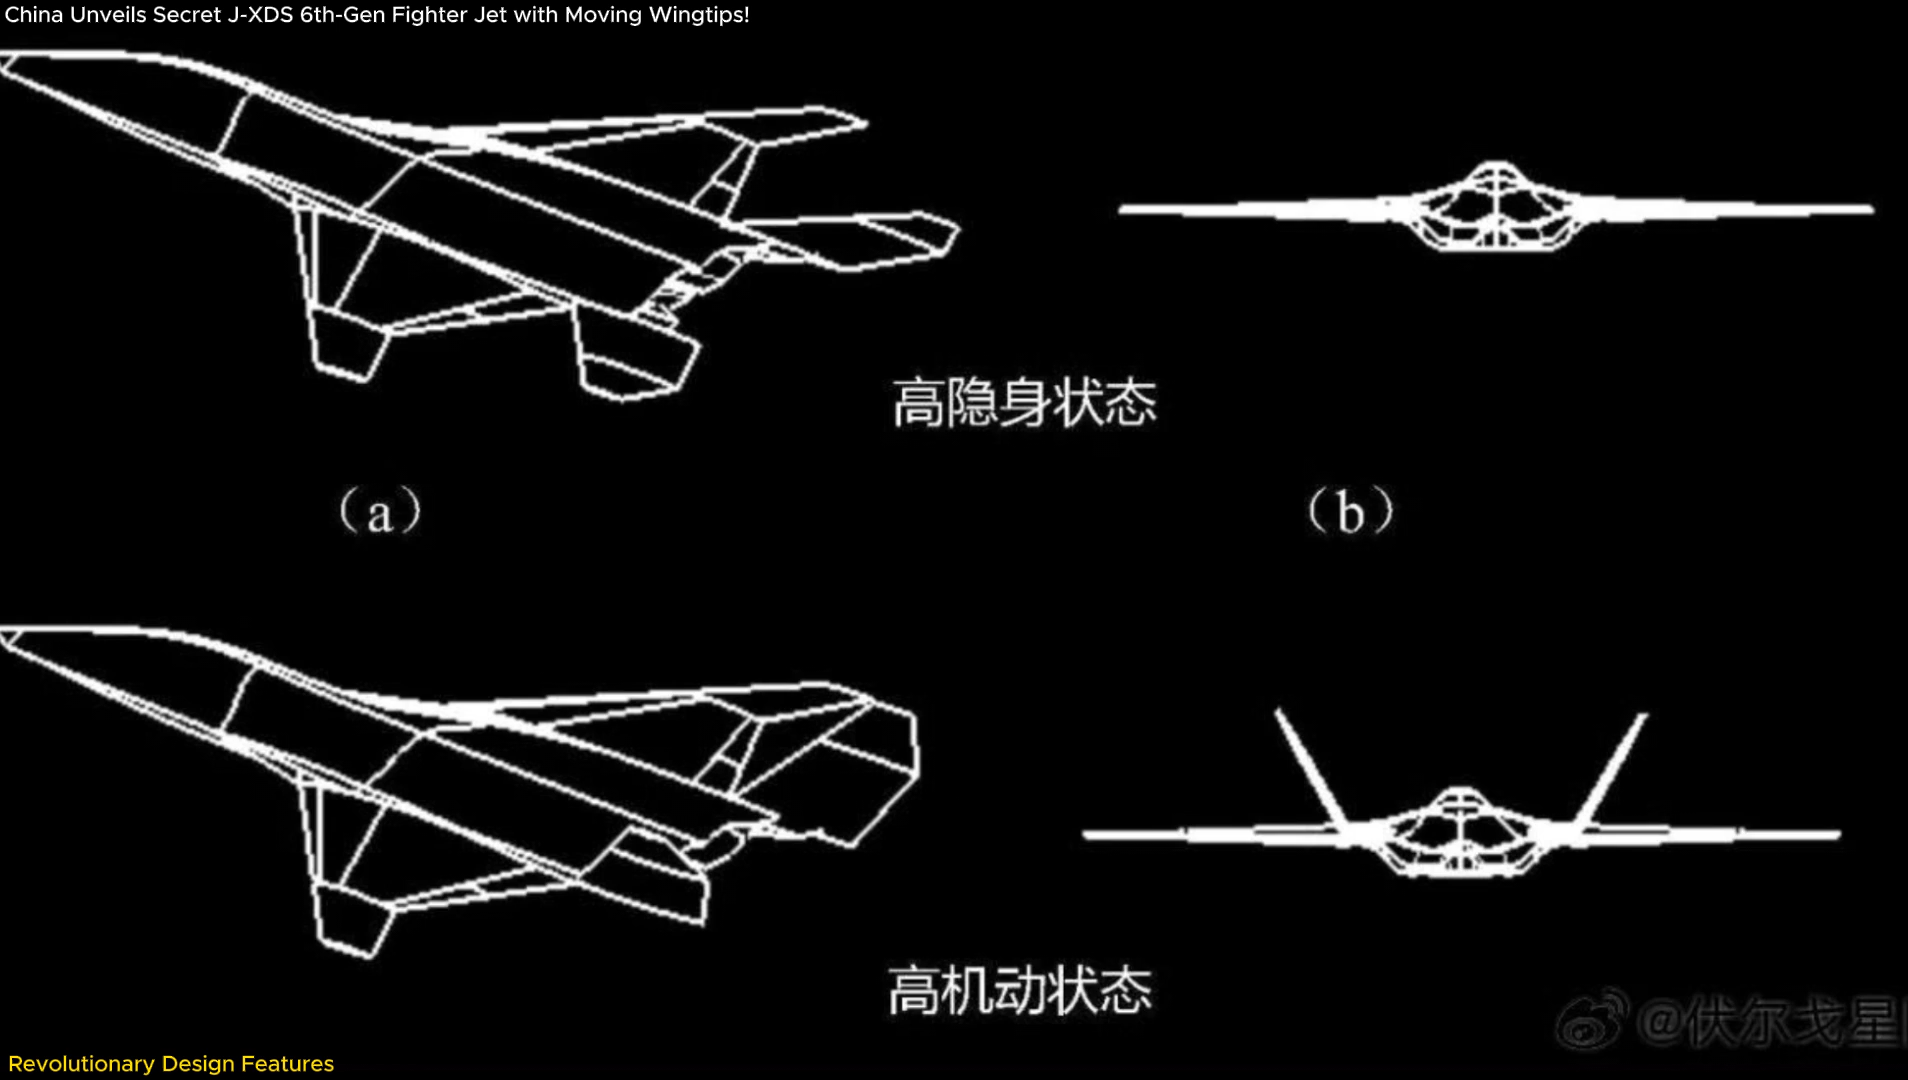 China Unveils Secret J-XDS 6th-Gen Fighter Jet with Moving Wingtips!
高隐身状态
（a）
（b）
高机动状态
@伏尔戈星
Revolutionary Design Features